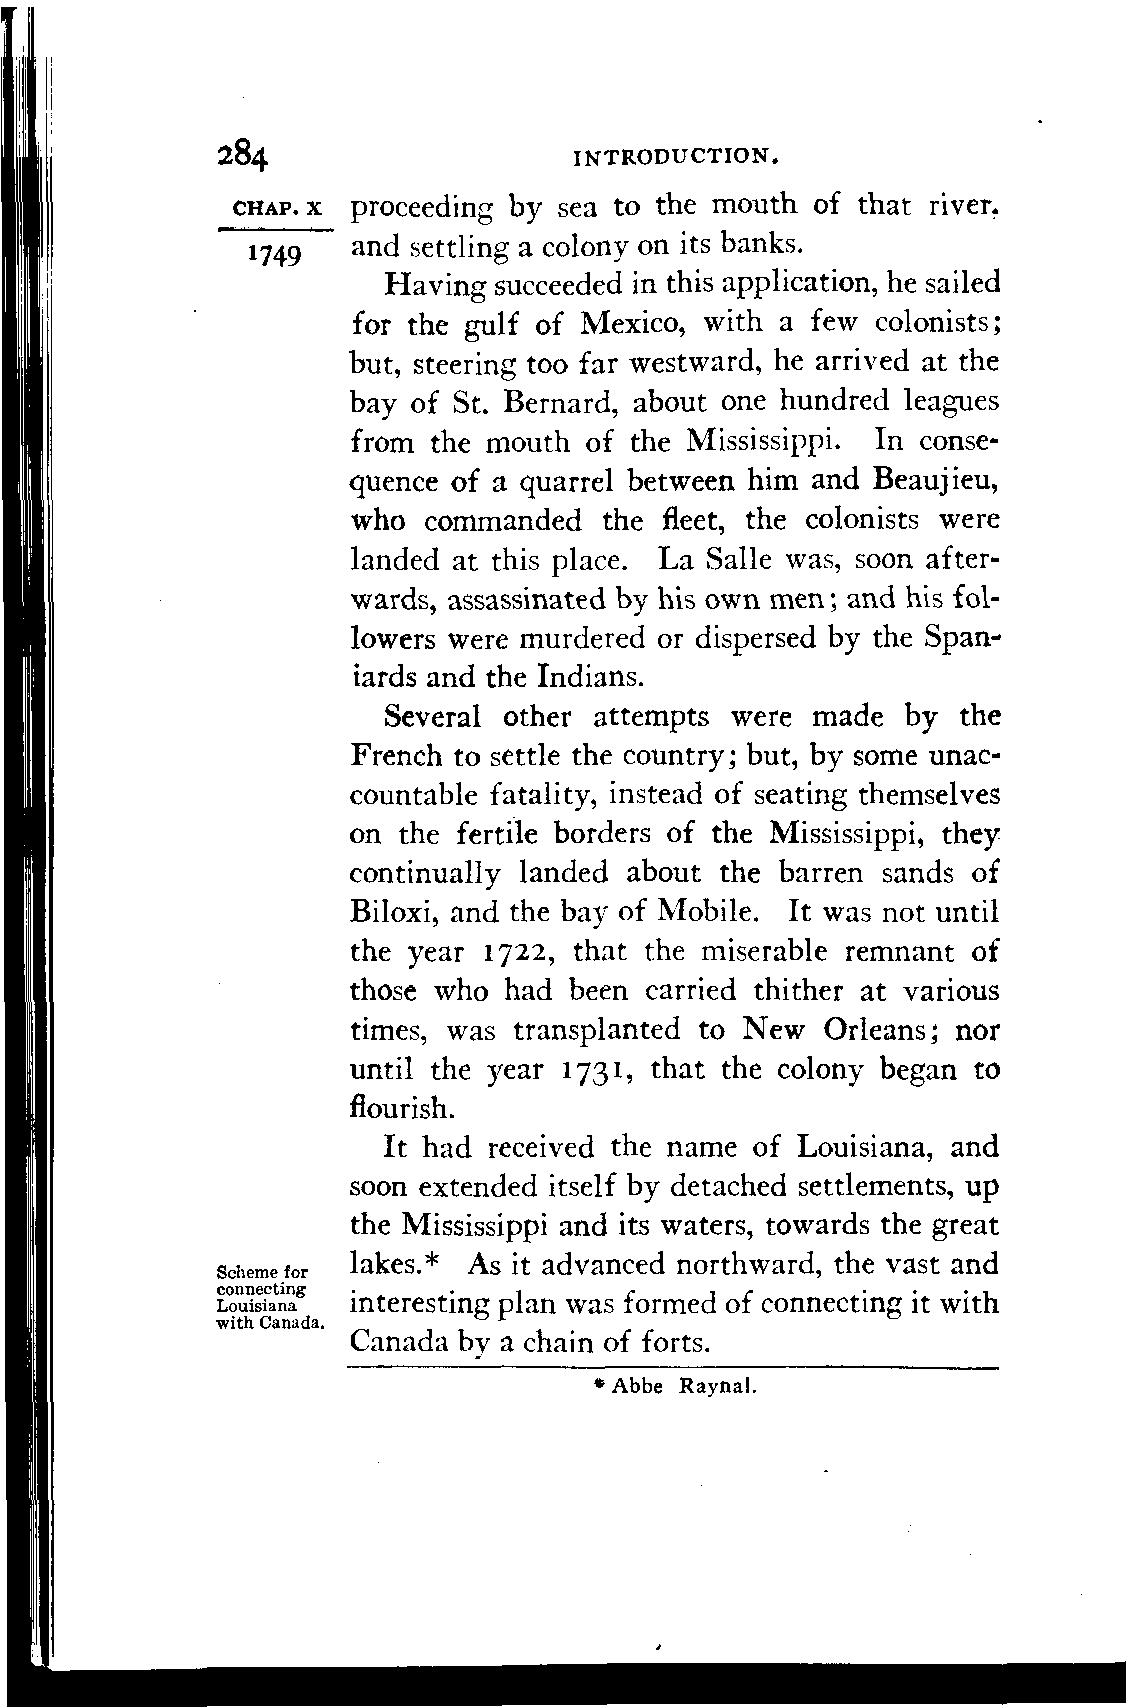 284 INTRODUCTION.
CHAP. X
1749
proceeding by sea to the mouth of that river,
and settling a colony on its banks.
Having succeeded in this application, he sailed
for the gulf of Mexico, with a few colonists;
but, steering too far westward, he arrived at the
bay of St. Bernard, about one hundred leagues
from the mouth of the Mississippi. In conse-
quence of a quarrel between him and Beaujieu,
who commanded the fleet, the colonists were
landed at this place. La Salle was, soon after-
wards, assassinated by his own men; and his fol-
lowers were murdered or dispersed by the Span-
iards and the Indians.
Several other attempts were made by the
French to settle the country; but, by some unac-
countable fatality, instead of seating themselves
on the fertile borders of the Mississippi, they
continually landed about the barren sands of
Biloxi, and the bay of Mobile. It was not until
the year 1722, that the miserable remnant of
those who had been carried thither at various
times, was transplanted to New Orleans; nor
until the year 1731, that the colony began to
flourish.
It had received the name of Louisiana, and
soon extended itself by detached settlements, up
the Mississippi and its waters, towards the great
lakes.* As it advanced northward, the vast and
interesting plan was formed of connecting it with
Canada by a chain of forts.
Scheme for
connecting
Louisiana
with Canada.
* Abbe Raynal.